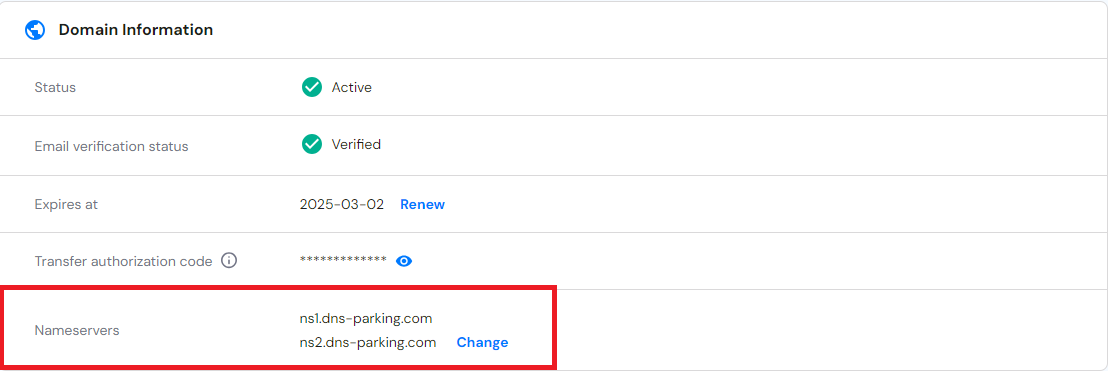 Domain Information
Status Active
Email verification status Verified
Expires at 2025-03-02 Renew
Transfer authorization code *************
Nameservers ns1.dns-parking.com
ns2.dns-parking.com Change